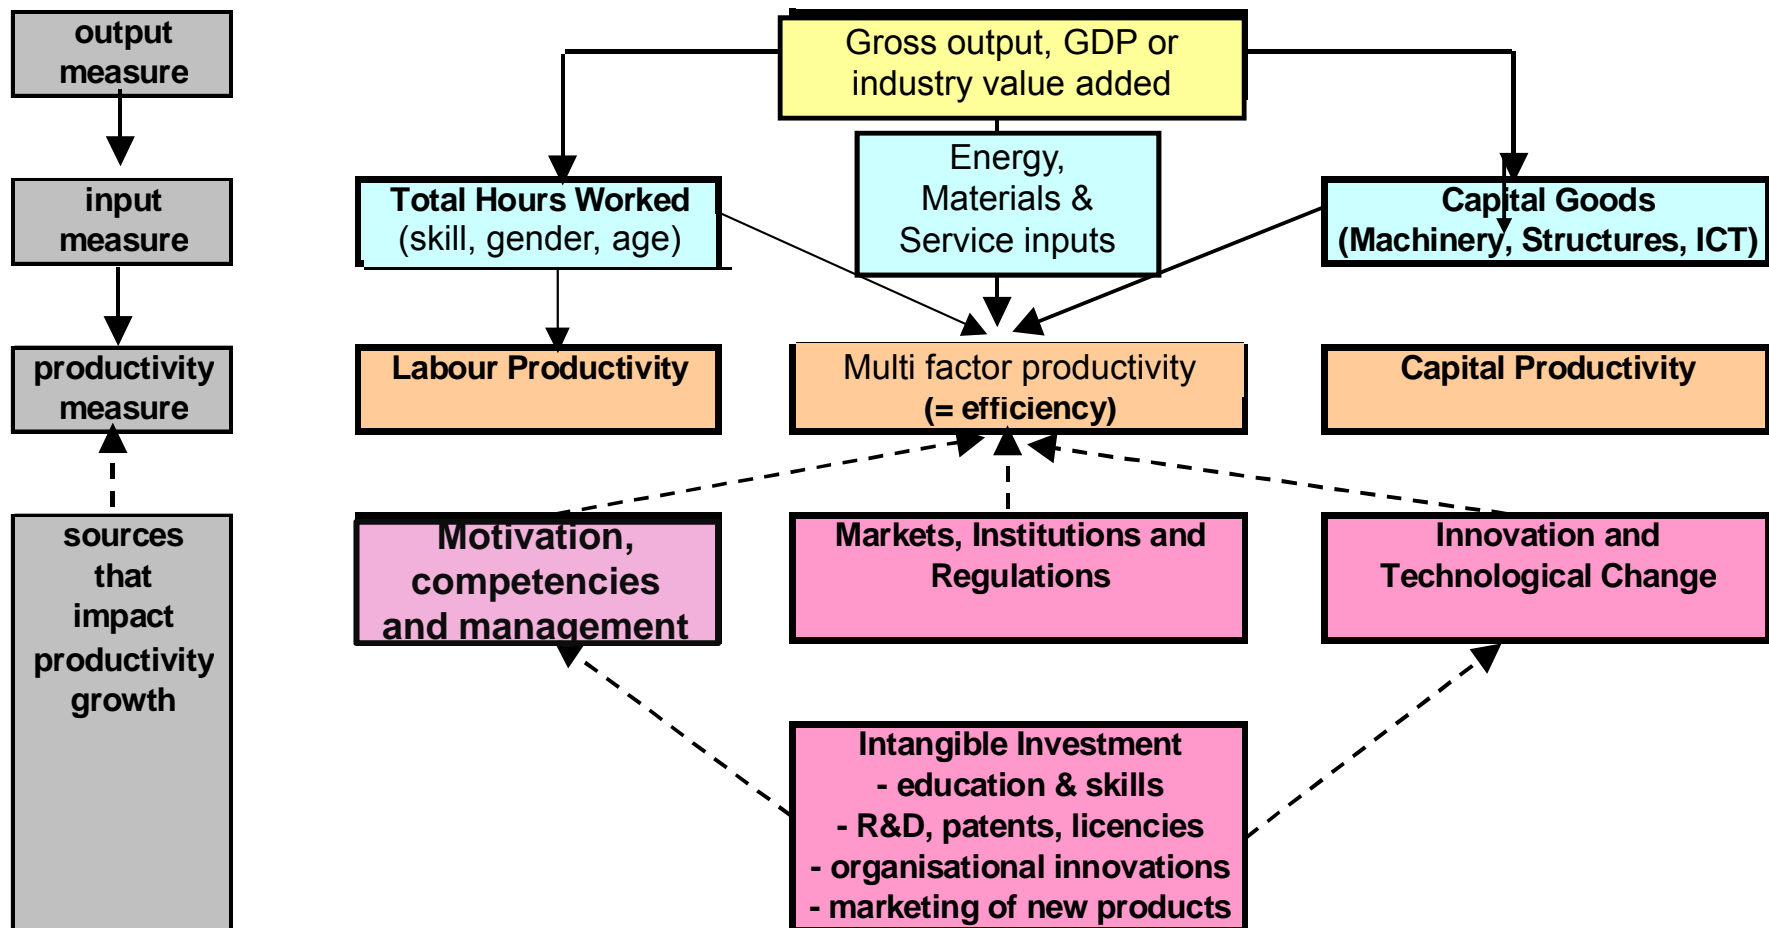 output
measure
Gross output, GDP or
industry value added
input
measure
Total Hours Worked
(skill, gender, age)
Energy,
Materials &
Service inputs
Capital Goods
(Machinery, Structures, ICT)
productivity
measure
Labour Productivity
Multi factor productivity
(= efficiency)
Capital Productivity
sources
that
impact
productivity
growth
Motivation,
competencies
and management
Markets, Institutions and
Regulations
Innovation and
Technological Change
Intangible Investment
- education & skills
- R&D, patents, licencies
- organisational innovations
- marketing of new products